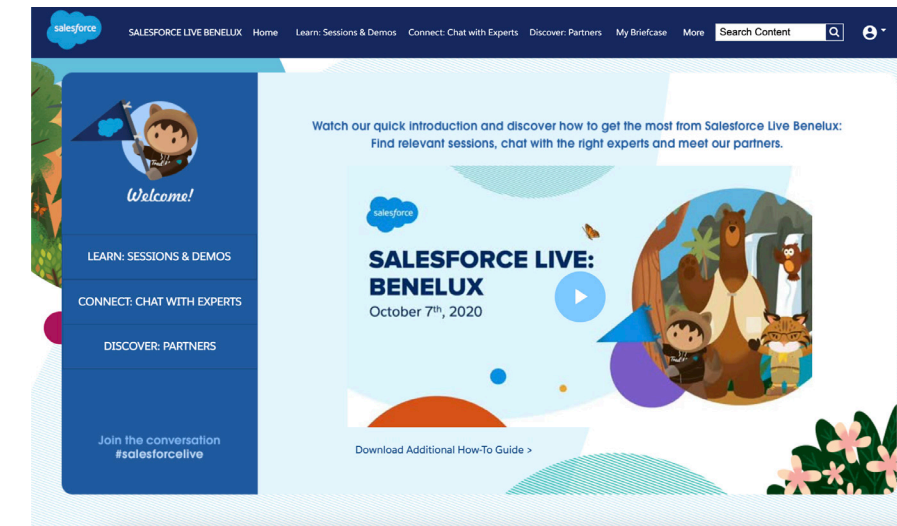 salesforce
SALESFORCE LIVE BENELUX Home Learn: Sessions & Demos Connect: Chat with Experts Discover: Partners My Briefcase More Search Content
Welcome!
LEARN: SESSIONS & DEMOS
CONNECT: CHAT WITH EXPERTS
DISCOVER: PARTNERS
Join the conversation
#salesforcelive
Watch our quick introduction and discover how to get the most from Salesforce Live Benelux:
Find relevant sessions, chat with the right experts and meet our partners.
salesforce
SALESFORCE LIVE:
BENELUX
October 7th, 2020
Download Additional How-To Guide >